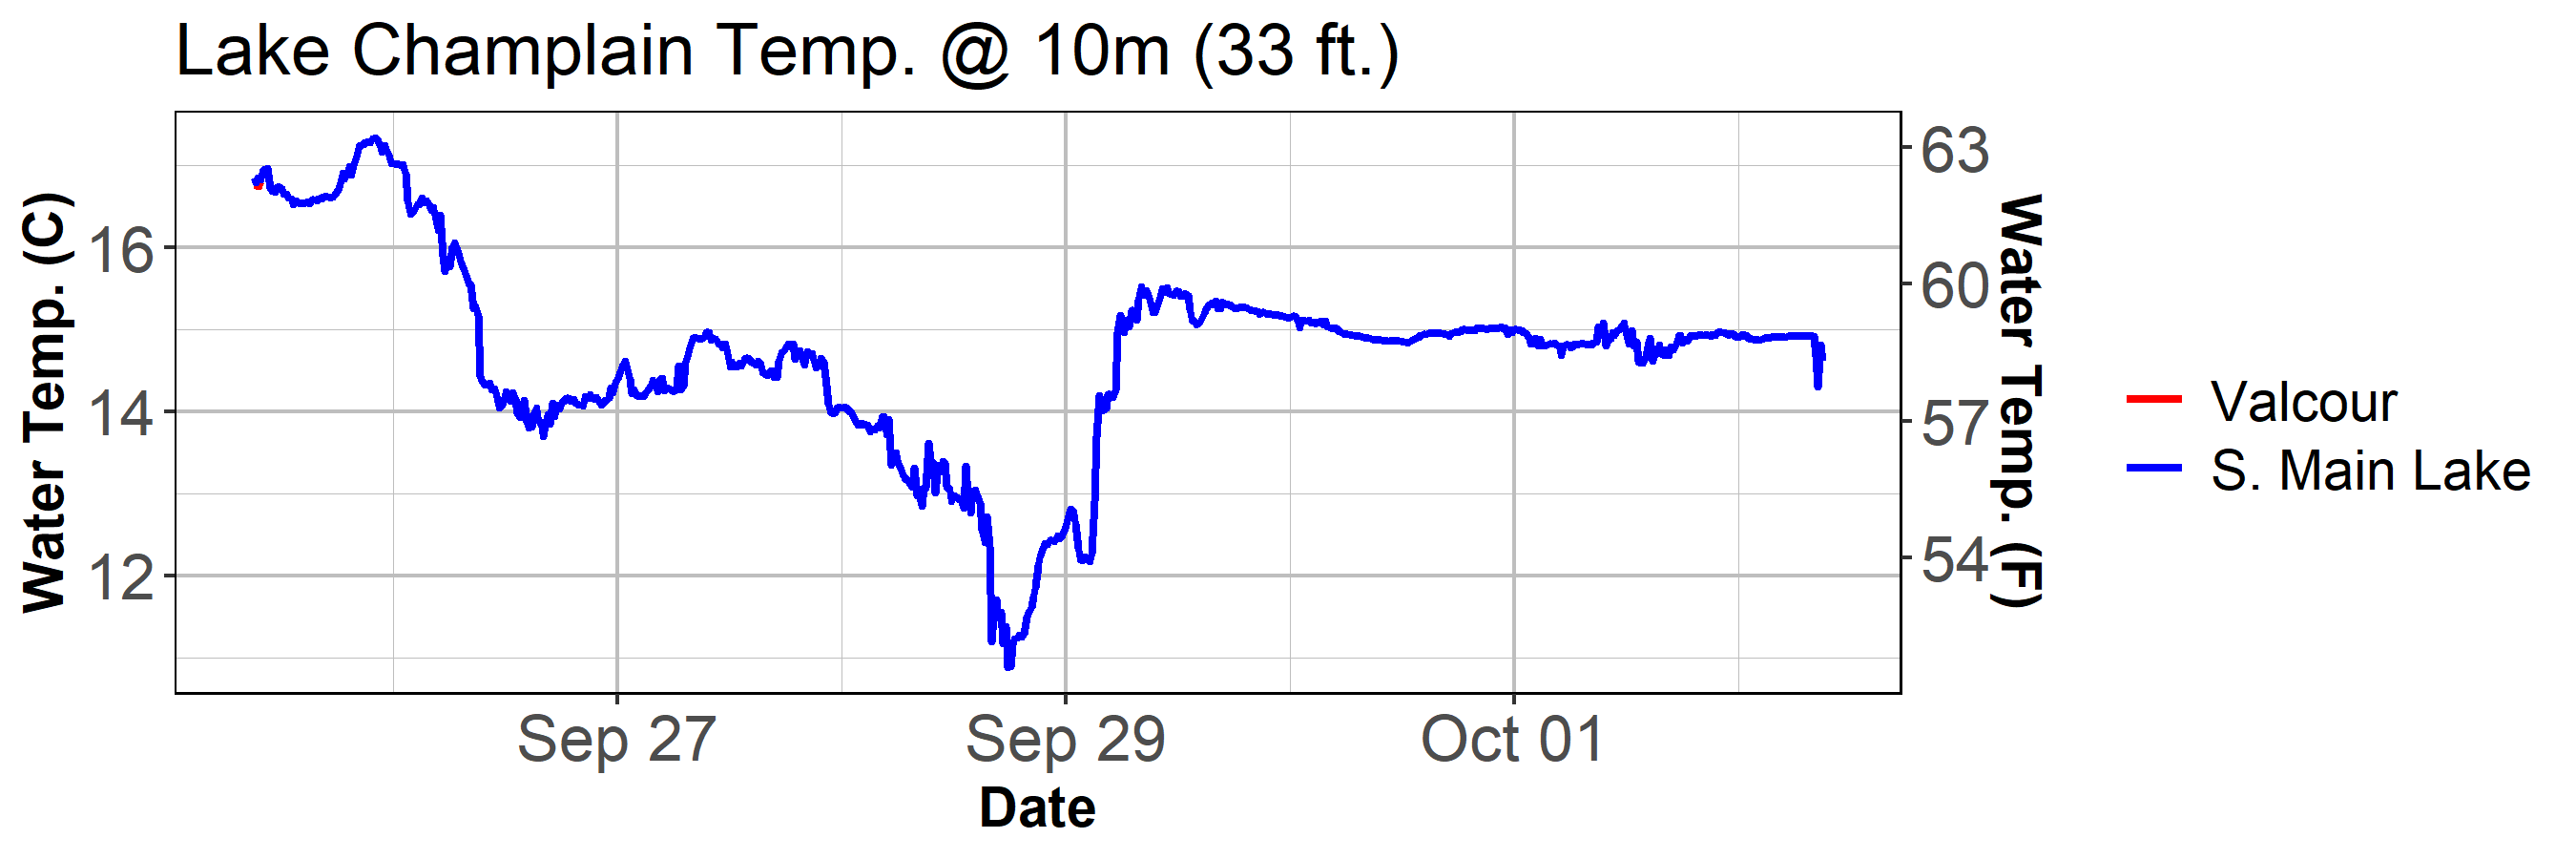 Lake Champlain Temp. @ 10m (33 ft.)
Water Temp. (C)
16
14
12
63
60
57
54
Water Temp. (F)
Sep 27
Sep 29
Oct 01
Date
Valcour
S. Main Lake